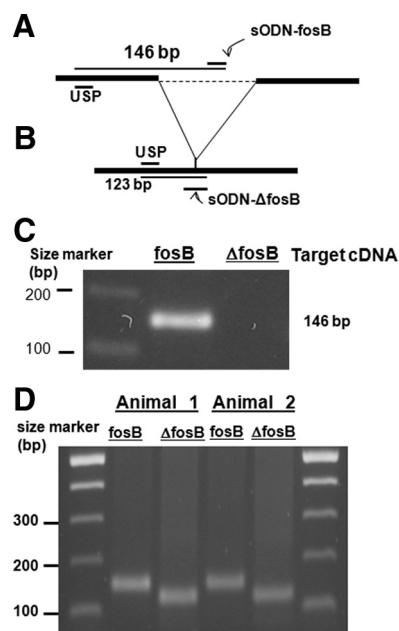 A
sODN-fosB
146 bp
USP
B
USP
123 bp
sODN-ΔfosB
C
Size marker (bp)
fosB
ΔfosB
Target cDNA
200
146 bp
100
D
Animal 1
Animal 2
size marker (bp)
fosB
ΔfosB
fosB
ΔfosB
300
200
100